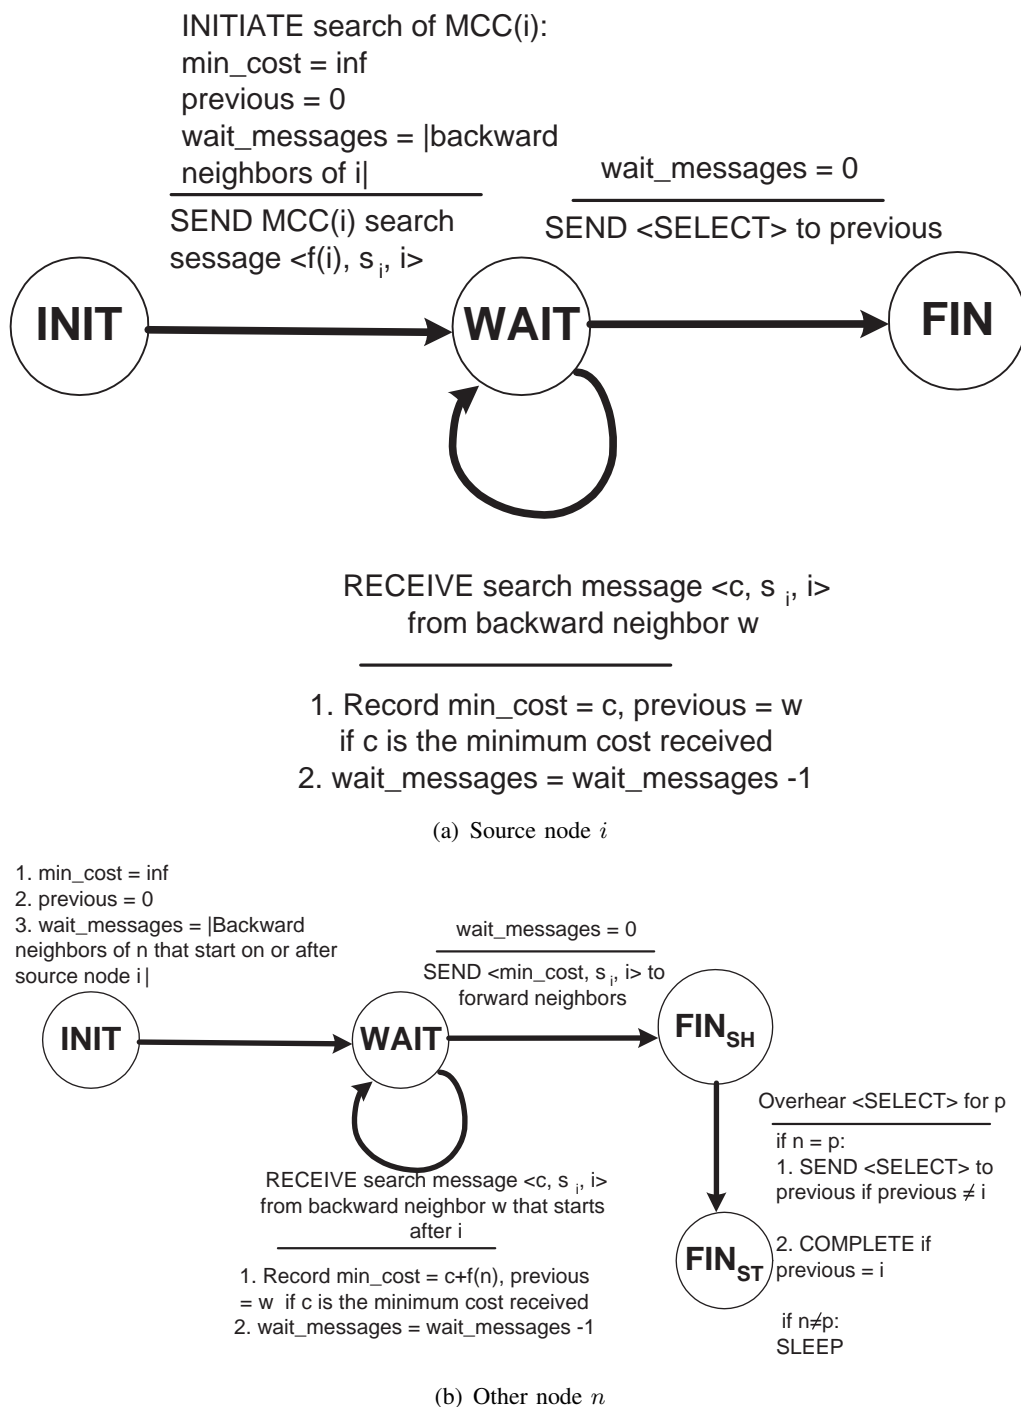 INITIATE search of MCC(i):
min_cost = inf
previous = 0
wait_messages = |backward
neighbors of i|
SEND MCC(i) search
sessage <f(i), s i, i>
wait_messages = 0
SEND <SELECT> to previous
INIT
WAIT
FIN
RECEIVE search message <c, s i, i>
from backward neighbor w
1. Record min_cost = c, previous = w
if c is the minimum cost received
2. wait_messages = wait_messages -1
(a) Source node i
1. min_cost = inf
2. previous = 0
3. wait_messages = |Backward
neighbors of n that start on or after
source node i |
wait_messages = 0
SEND <min_cost, s i, i> to
forward neighbors
INIT
WAIT
FINSH
Overhear <SELECT> for p
if n = p:
1. SEND <SELECT> to
previous if previous ≠ i
2. COMPLETE if
previous = i
if n≠p:
SLEEP
FINST
RECEIVE search message <c, s i, i>
from backward neighbor w that starts
after i
1. Record min_cost = c+f(n), previous
= w if c is the minimum cost received
2. wait_messages = wait_messages -1
(b) Other node n